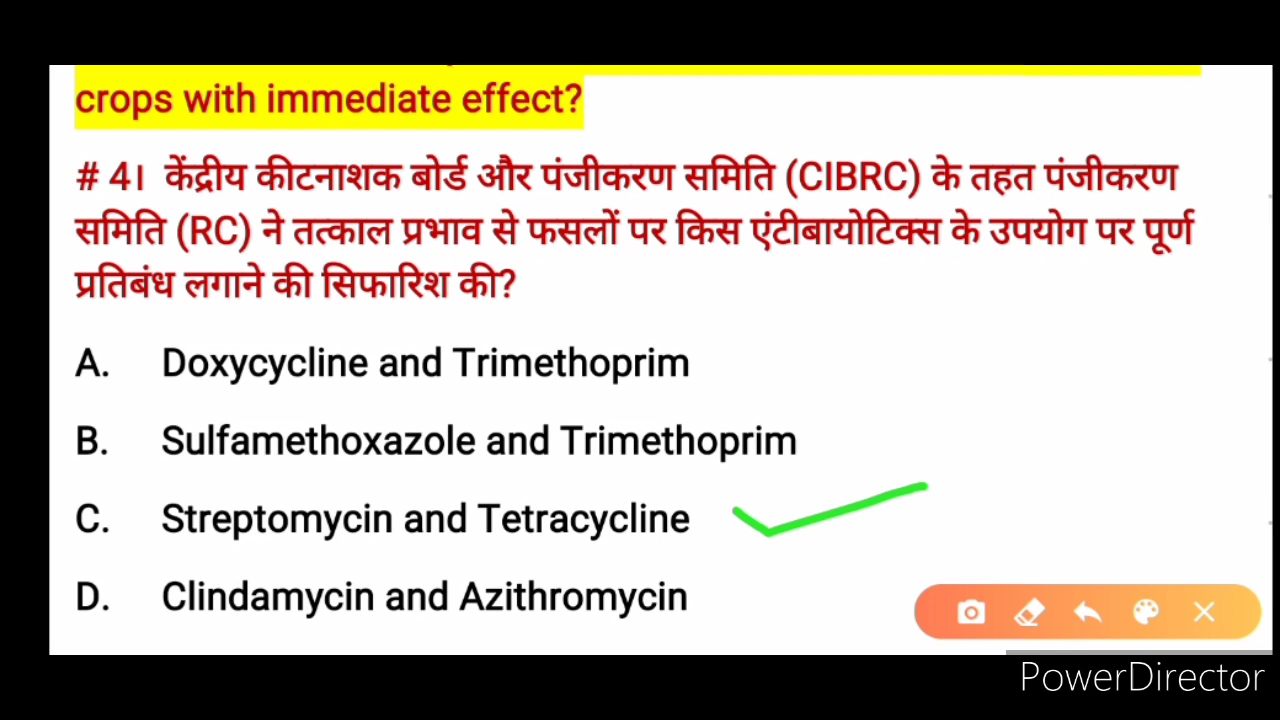 crops with immediate effect?
# 4। केंद्रीय कीटनाशक बोर्ड और पंजीकरण समिति (CIBRC) के तहत पंजीकरण
समिति (RC) ने तत्काल प्रभाव से फसलों पर किस एंटीबायोटिक्स के उपयोग पर पूर्ण
प्रतिबंध लगाने की सिफारिश की?
A. Doxycycline and Trimethoprim
B. Sulfamethoxazole and Trimethoprim
C. Streptomycin and Tetracycline
D. Clindamycin and Azithromycin
PowerDirector